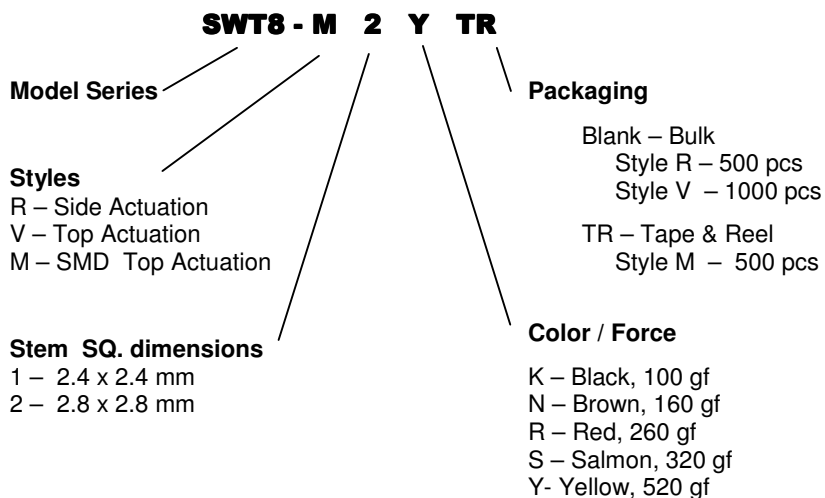 SWT8 - M 2 Y TR
Model Series
Styles
R – Side Actuation
V – Top Actuation
M – SMD Top Actuation
Stem SQ. dimensions
1 – 2.4 x 2.4 mm
2 – 2.8 x 2.8 mm
Packaging
Blank – Bulk
Style R – 500 pcs
Style V – 1000 pcs
TR – Tape & Reel
Style M – 500 pcs
Color / Force
K – Black, 100 gf
N – Brown, 160 gf
R – Red, 260 gf
S – Salmon, 320 gf
Y- Yellow, 520 gf